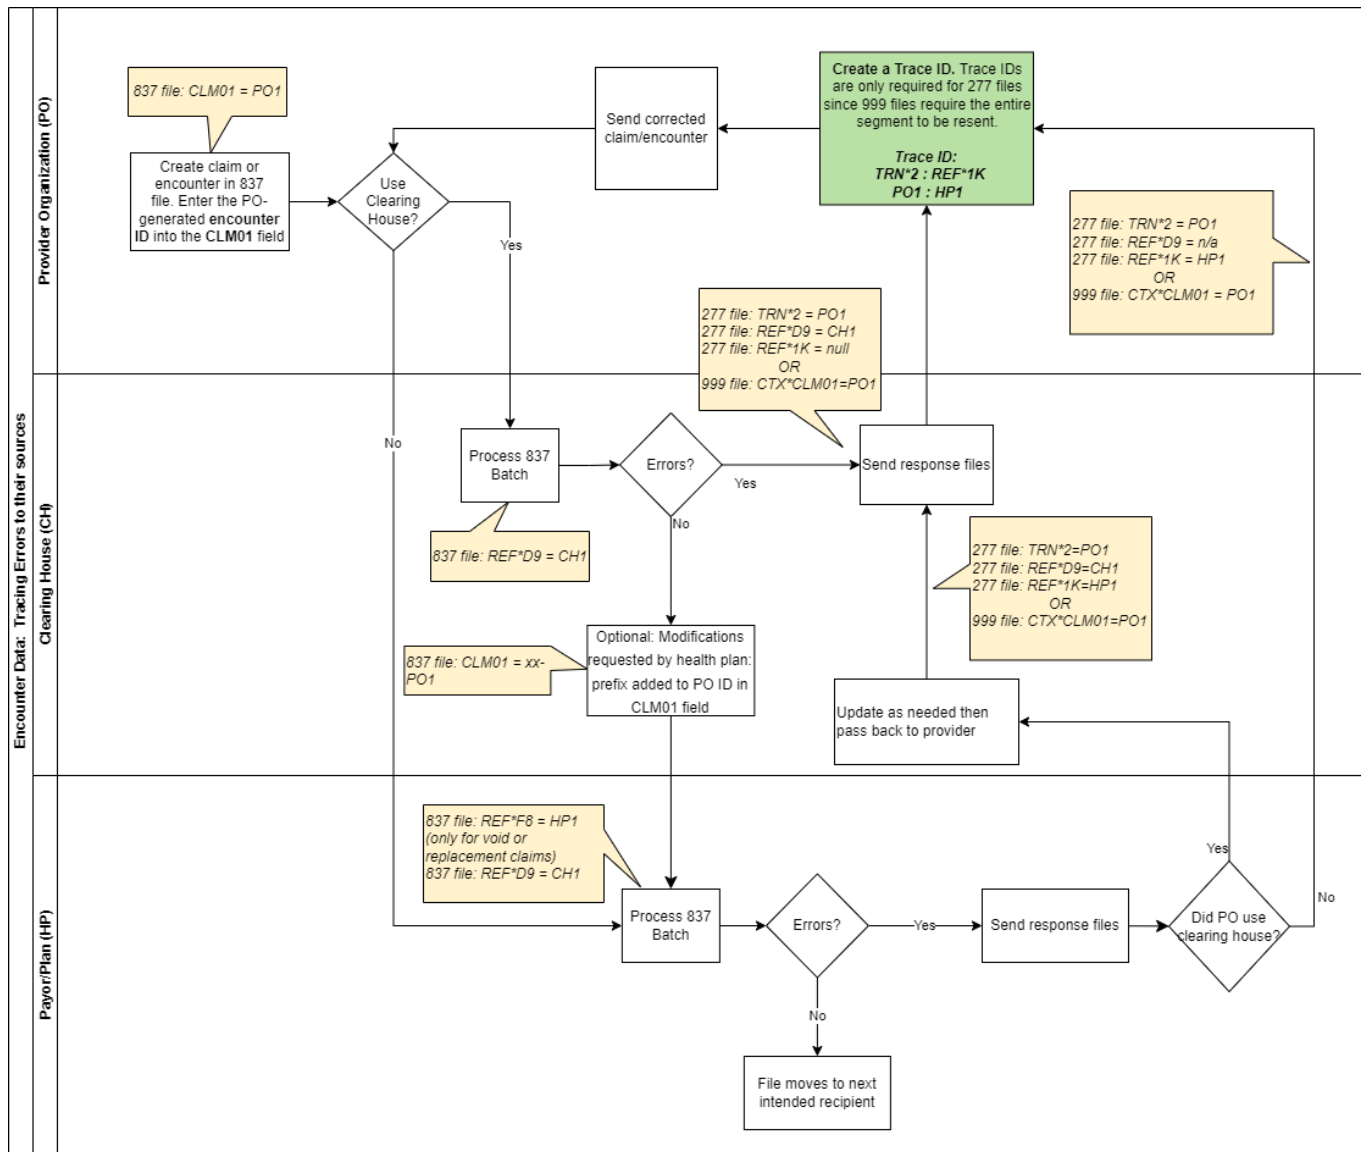 Encounter Data:  Tracing Errors to their sources
Provider Organization (PO)
837 file: CLM01 = PO1
Create claim or
encounter in 837
file. Enter the PO-
generated encounter
ID into the CLM01 field
Use
Clearing
House?
Yes
No
Send corrected
claim/encounter
Create a Trace ID. Trace IDs
are only required for 277 files
since 999 files require the entire
segment to be resent.
Trace ID:
TRN*2 : REF*1K
PO1 : HP1
277 file: TRN*2 = PO1
277 file: REF*D9 = n/a
277 file: REF*1K = HP1
OR
999 file: CTX*CLM01 = PO1
277 file: TRN*2 = PO1
277 file: REF*D9 = CH1
277 file: REF*1K = null
OR
999 file: CTX*CLM01=PO1
Clearing House (CH)
Process 837
Batch
837 file: REF*D9 = CH1
Errors?
Yes
No
Send response files
277 file: TRN*2=PO1
277 file: REF*D9=CH1
277 file: REF*1K=HP1
OR
999 file: CTX*CLM01=PO1
837 file: CLM01 = xx-
PO1
Optional: Modifications
requested by health plan:
prefix added to PO ID in
CLM01 field
Update as needed then
pass back to provider
Payor/Plan (HP)
837 file: REF*F8 = HP1
(only for void or
replacement claims)
837 file: REF*D9 = CH1
Process 837
Batch
Errors?
Yes
No
Send response files
Did PO use
clearing house?
Yes
No
File moves to next
intended recipient